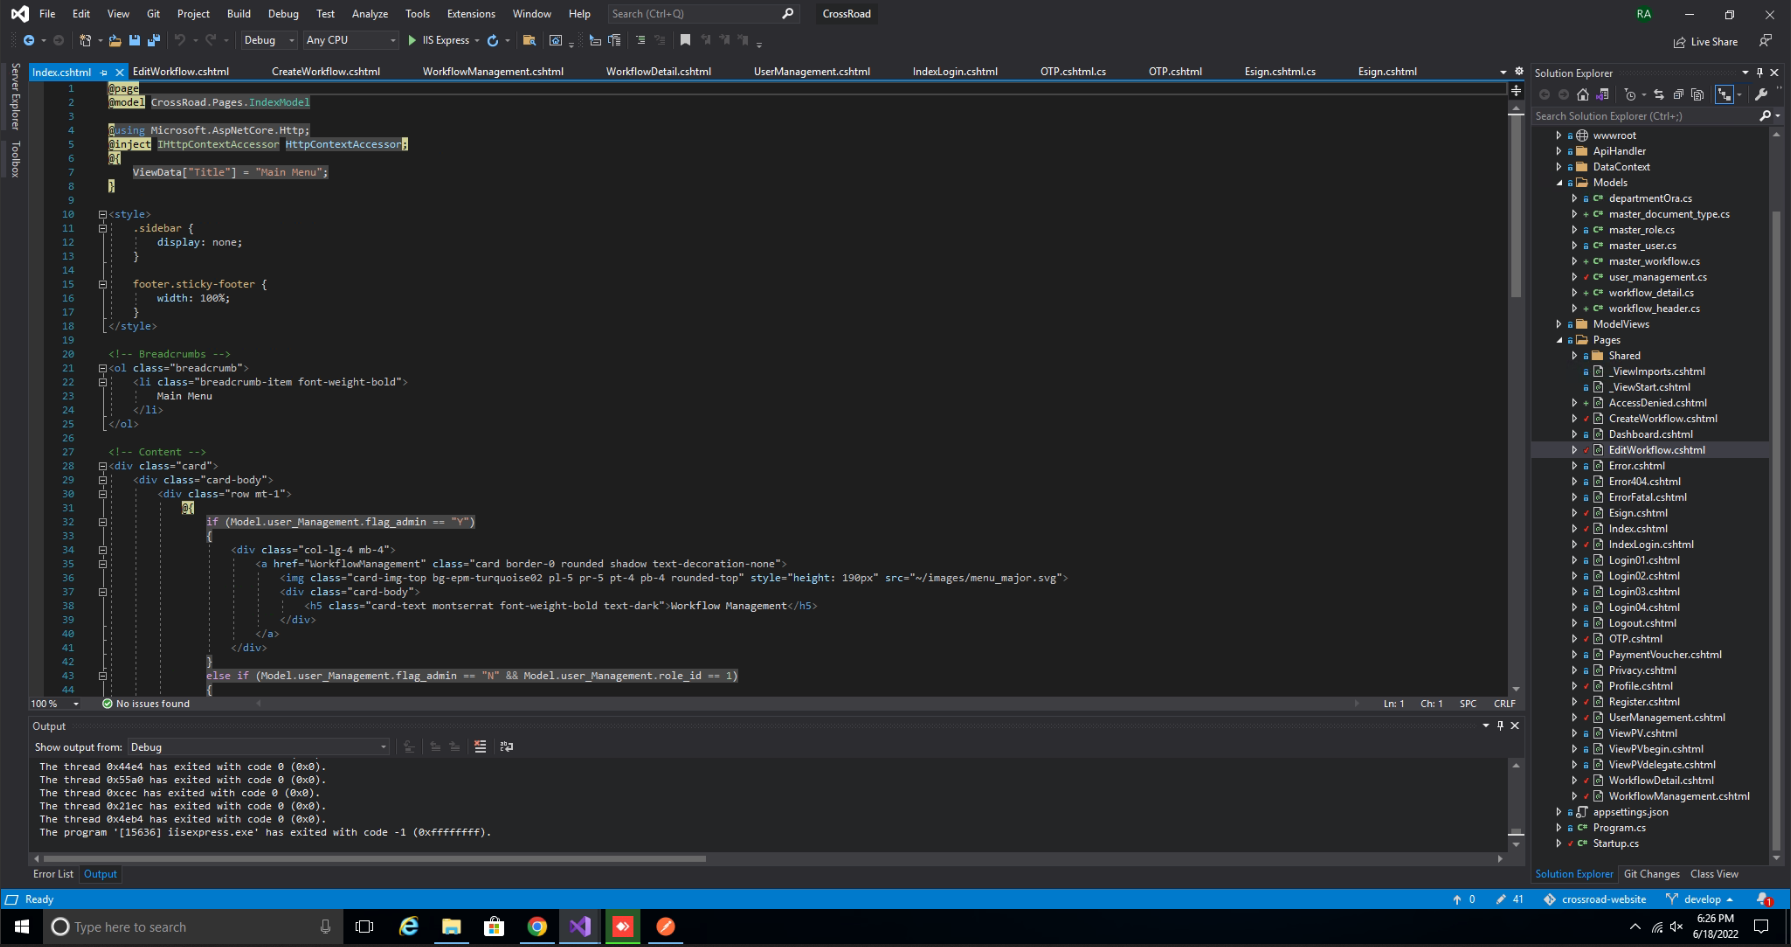 File Edit View Git Project Build Debug Test Analyze Tools Extensions Window Help Search (Ctrl+Q) CrossRoad RA
Debug Any CPU IIS Express Live Share
Server Explorer
Toolbox
Index.cshtml EditWorkflow.cshtml CreateWorkflow.cshtml WorkflowManagement.cshtml WorkflowDetail.cshtml UserManagement.cshtml IndexLogin.cshtml OTP.cshtml.cs OTP.cshtml Esign.cshtml.cs Esign.cshtml
1 @page
2 @model CrossRoad.Pages.IndexModel
3
4 @using Microsoft.AspNetCore.Http;
5 @inject IHttpContextAccessor HttpContextAccessor;
6 @{
7 ViewData["Title"] = "Main Menu";
8 }
9
10 <style>
11 .sidebar {
12 display: none;
13 }
14
15 footer.sticky-footer {
16 width: 100%;
17 }
18 </style>
19
20 <!-- Breadcrumbs -->
21 <ol class="breadcrumb">
22 <li class="breadcrumb-item font-weight-bold">
23 Main Menu
24 </li>
25 </ol>
26
27 <!-- Content -->
28 <div class="card">
29 <div class="card-body">
30 <div class="row mt-1">
31 @{
32 if (Model.user_Management.flag_admin == "Y")
33 {
34 <div class="col-lg-4 mb-4">
35 <a href="WorkflowManagement" class="card border-0 rounded shadow text-decoration-none">
36 <img class="card-img-top bg-epm-turquoise02 pl-5 pr-5 pt-4 pb-4 rounded-top" style="height: 190px" src="~/images/menu_major.svg">
37 <div class="card-body">
38 <h5 class="card-text montserrat font-weight-bold text-dark">Workflow Management</h5>
39 </div>
40 </a>
41 </div>
42 }
43 else if (Model.user_Management.flag_admin == "N" && Model.user_Management.role_id == 1)
44 {
100 % No issues found Ln: 1 Ch: 1 SPC CRLF
Output
Show output from: Debug
The thread 0x44e4 has exited with code 0 (0x0).
The thread 0x55a0 has exited with code 0 (0x0).
The thread 0xcec has exited with code 0 (0x0).
The thread 0x21ec has exited with code 0 (0x0).
The thread 0x4eb4 has exited with code 0 (0x0).
The program '[15636] iisexpress.exe' has exited with code -1 (0xffffffff).
Error List Output
Solution Explorer
Search Solution Explorer (Ctrl+;)
wwwroot
ApiHandler
DataContext
Models
C# departmentOra.cs
C# master_document_type.cs
C# master_role.cs
C# master_user.cs
C# master_workflow.cs
C# user_management.cs
C# workflow_detail.cs
C# workflow_header.cs
ModelViews
Pages
Shared
_ViewImports.cshtml
_ViewStart.cshtml
AccessDenied.cshtml
CreateWorkflow.cshtml
Dashboard.cshtml
EditWorkflow.cshtml
Error.cshtml
Error404.cshtml
ErrorFatal.cshtml
Esign.cshtml
Index.cshtml
IndexLogin.cshtml
Login01.cshtml
Login02.cshtml
Login03.cshtml
Login04.cshtml
Logout.cshtml
OTP.cshtml
PaymentVoucher.cshtml
Privacy.cshtml
Profile.cshtml
Register.cshtml
UserManagement.cshtml
ViewPV.cshtml
ViewPVbegin.cshtml
ViewPVdelegate.cshtml
WorkflowDetail.cshtml
WorkflowManagement.cshtml
appsettings.json
C# Program.cs
C# Startup.cs
Solution Explorer Git Changes Class View
Ready 0 41 crossroad-website develop 1
Type here to search 6:26 PM
6/18/2022